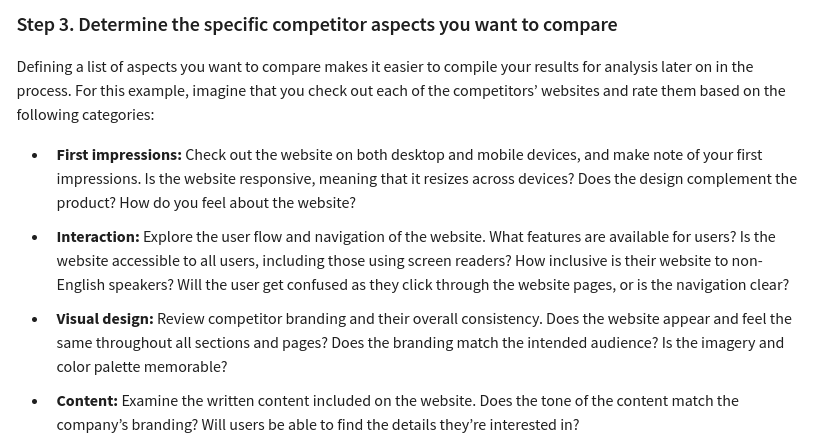 Step 3. Determine the specific competitor aspects you want to compare
Defining a list of aspects you want to compare makes it easier to compile your results for analysis later on in the
process. For this example, imagine that you check out each of the competitors’ websites and rate them based on the
following categories:
• First impressions: Check out the website on both desktop and mobile devices, and make note of your first
impressions. Is the website responsive, meaning that it resizes across devices? Does the design complement the
product? How do you feel about the website?
• Interaction: Explore the user flow and navigation of the website. What features are available for users? Is the
website accessible to all users, including those using screen readers? How inclusive is their website to non-
English speakers? Will the user get confused as they click through the website pages, or is the navigation clear?
• Visual design: Review competitor branding and their overall consistency. Does the website appear and feel the
same throughout all sections and pages? Does the branding match the intended audience? Is the imagery and
color palette memorable?
• Content: Examine the written content included on the website. Does the tone of the content match the
company’s branding? Will users be able to find the details they’re interested in?